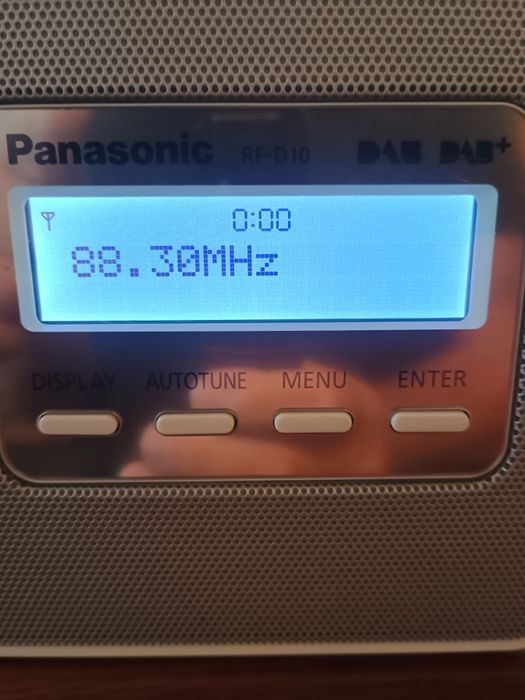 Panasonic RF-D10 DAB DAB+
0:00
88.30MHz
DISPLAY AUTOTUNE MENU ENTER